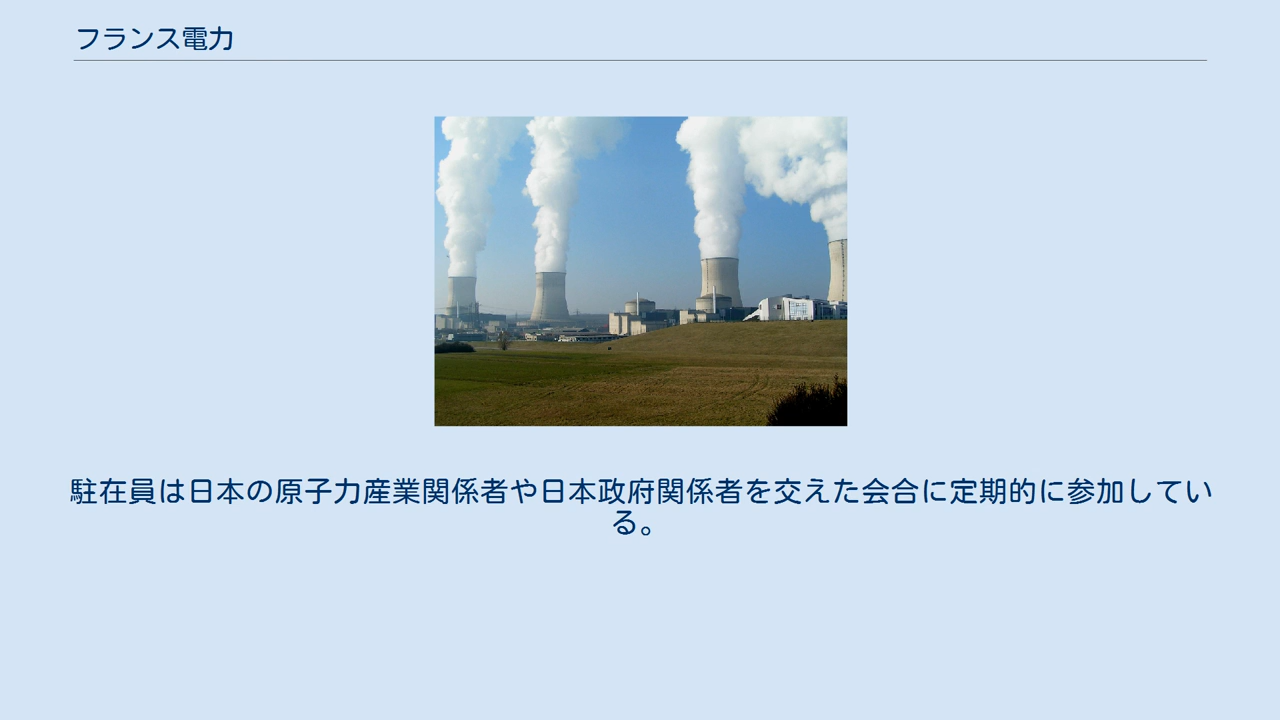 フランス電力
駐在員は日本の原子力産業関係者や日本政府関係者を交えた会合に定期的に参加してい
る。